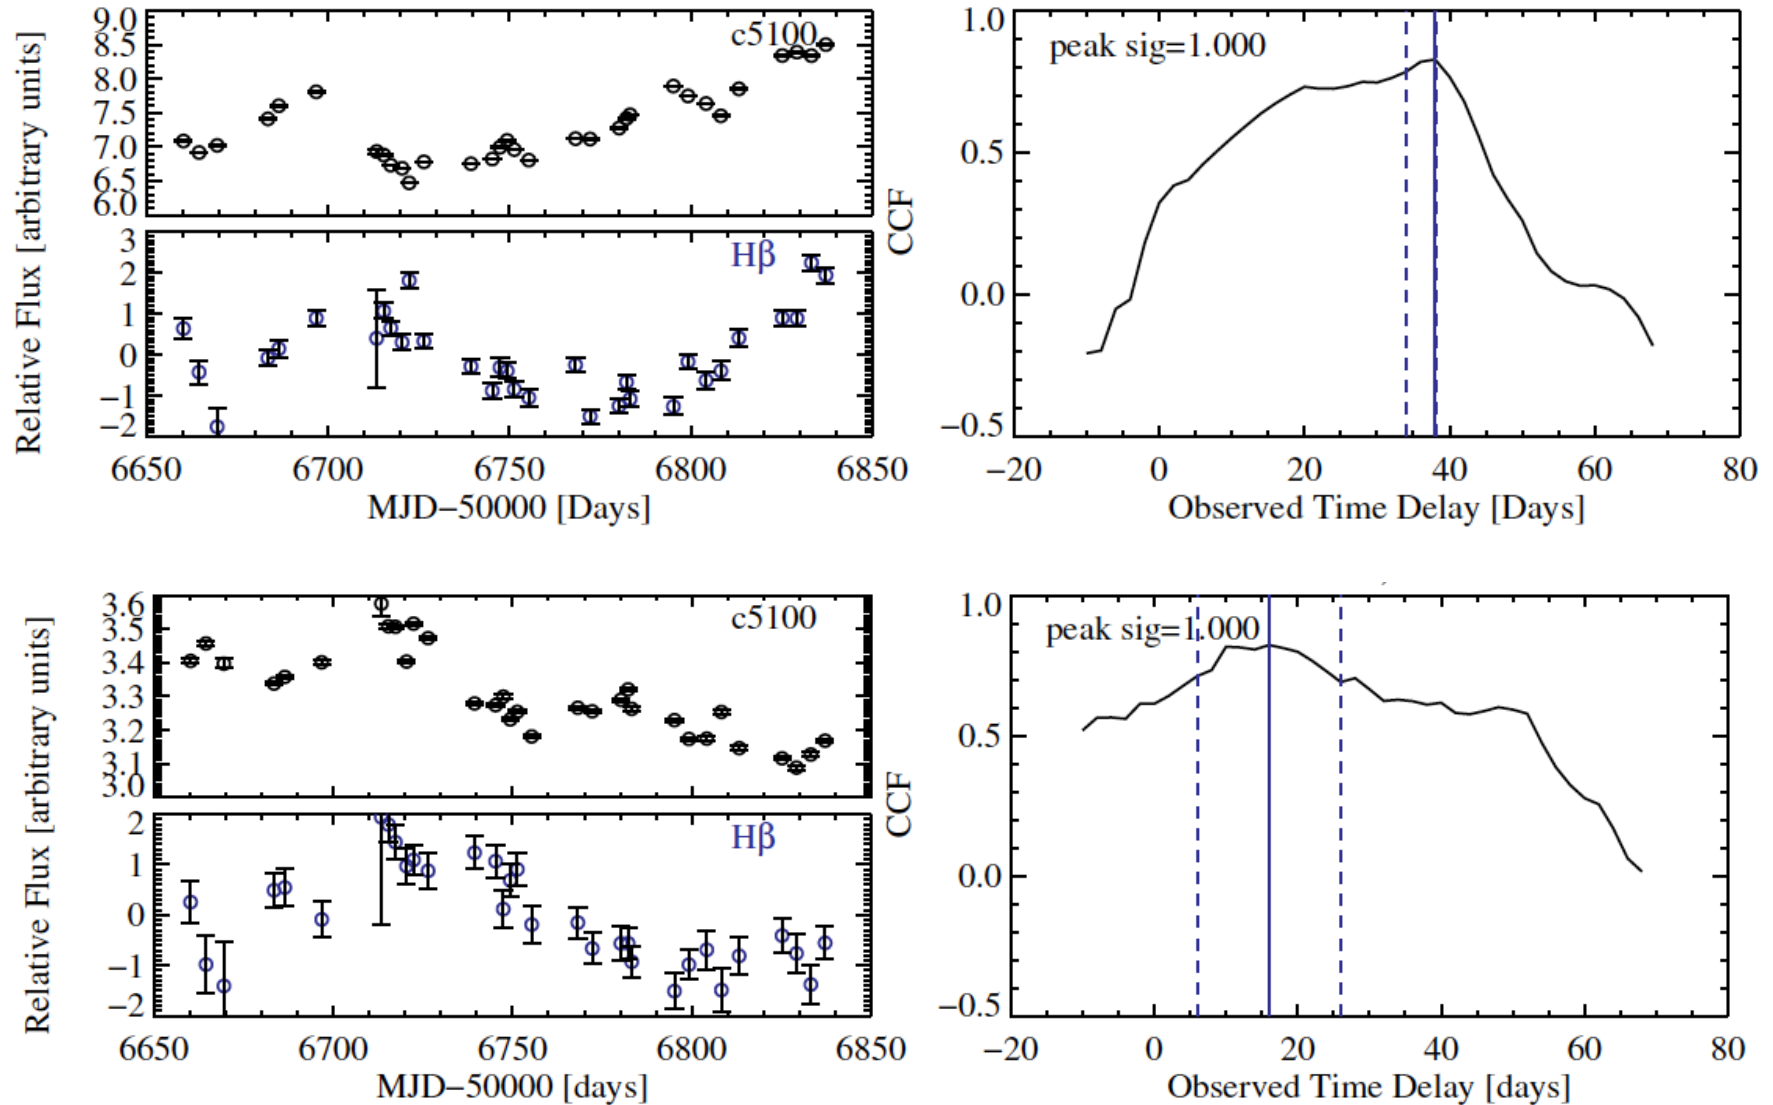 Relative Flux [arbitrary units]
9.0
8.5
8.0
7.5
7.0
6.5
6.0
c5100
3
2
1
0
−1
−2
Hβ
6650 6700 6750 6800 6850
MJD−50000 [Days]
CCF
1.0
0.5
0.0
−0.5
peak sig=1.000
−20 0 20 40 60 80
Observed Time Delay [Days]
Relative Flux [arbitrary units]
3.6
3.5
3.4
3.3
3.2
3.1
3.0
c5100
2
1
0
−1
−2
Hβ
6650 6700 6750 6800 6850
MJD−50000 [days]
CCF
1.0
0.5
0.0
−0.5
peak sig=1.000
−20 0 20 40 60 80
Observed Time Delay [days]